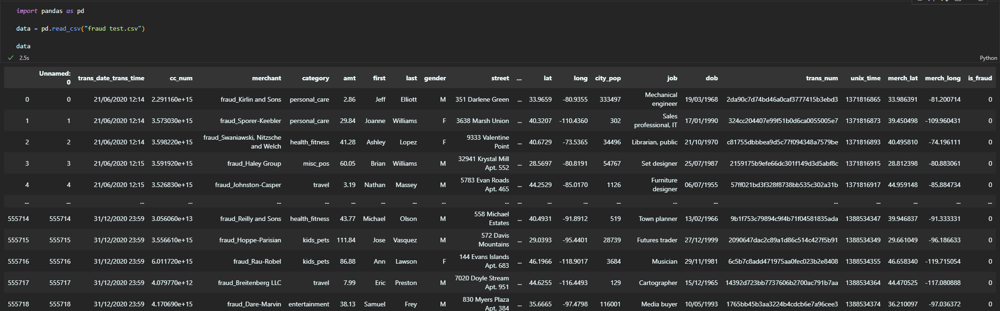 import pandas as pd
data = pd.read_csv("fraud test.csv")
data
2.5s
Python
Unnamed: 0 trans_date_trans_time cc_num merchant category amt first last gender street ... lat long city_pop job dob trans_num unix_time merch_lat merch_long is_fraud
0 0 21/06/2020 12:14 2.291160e+15 fraud_Kirlin and Sons personal_care 2.86 Jeff Elliott M 351 Darlene Green ... 33.9659 -80.9355 333497 Mechanical engineer 19/03/1968 2da90c7d74bd46a0caf3777415b3ebd3 1371816865 33.986391 -81.200714 0
1 1 21/06/2020 12:14 3.573030e+15 fraud_Sporer-Keebler personal_care 29.84 Joanne Williams F 3638 Marsh Union ... 40.3207 -110.4360 302 Sales professional, IT 17/01/1990 324cc204407e99f51b0d6ca0055005e7 1371816873 39.450498 -109.960431 0
2 2 21/06/2020 12:14 3.598220e+15 fraud_Swaniawski, Nitzsche and Welch health_fitness 41.28 Ashley Lopez F 9333 Valentine Point ... 40.6729 -73.5365 34496 Librarian, public 21/10/1970 c81755dbbbea9d5c77f094348a7579be 1371816893 40.495810 -74.196111 0
3 3 21/06/2020 12:15 3.591920e+15 fraud_Haley Group misc_pos 60.05 Brian Williams M 32941 Krystal Mill Apt. 552 ... 28.5697 -80.8191 54767 Set designer 25/07/1987 2159175b9efe66dc301f149d3d5abf8c 1371816915 28.812398 -80.883061 0
4 4 21/06/2020 12:15 3.526830e+15 fraud_Johnston-Casper travel 3.19 Nathan Massey M 5783 Evan Roads Apt. 465 ... 44.2529 -85.0170 1126 Furniture designer 06/07/1955 57ff021bd3f328f8738bb535c302a31b 1371816917 44.959148 -85.884734 0
... ... ... ... ... ... ... ... ... ... ... ... ... ... ... ... ... ... ... ... ... ...
555714 555714 31/12/2020 23:59 3.056060e+13 fraud_Reilly and Sons health_fitness 43.77 Michael Olson M 558 Michael Estates ... 40.4931 -91.8912 519 Town planner 13/02/1966 9b1f753c79894c9f4b71f04581835ada 1388534347 39.946837 -91.333331 0
555715 555715 31/12/2020 23:59 3.556610e+15 fraud_Hoppe-Parisian kids_pets 111.84 Jose Vasquez M 572 Davis Mountains ... 29.0393 -95.4401 28739 Futures trader 27/12/1999 2090647dac2c89a1d86c514c427f5b91 1388534349 29.661049 -96.186633 0
555716 555716 31/12/2020 23:59 6.011720e+15 fraud_Rau-Robel kids_pets 86.88 Ann Lawson F 144 Evans Islands Apt. 683 ... 46.1966 -118.9017 3684 Musician 29/11/1981 6c5b7c8add471975aa0fec023b2e8408 1388534355 46.658340 -119.715054 0
555717 555717 31/12/2020 23:59 4.079770e+12 fraud_Breitenberg LLC travel 7.99 Eric Preston M 7020 Doyle Stream Apt. 951 ... 44.6255 -116.4493 129 Cartographer 15/12/1965 14392d723bb7737606b2700ac791b7aa 1388534364 44.470525 -117.080888 0
555718 555718 31/12/2020 23:59 4.170690e+15 fraud_Dare-Marvin entertainment 38.13 Samuel Frey M 830 Myers Plaza Apt. 384 ... 35.6665 -97.4798 116001 Media buyer 10/05/1993 1765bb45b3aa3224b4cdcb6e7a96cee3 1388534374 36.210097 -97.036372 0